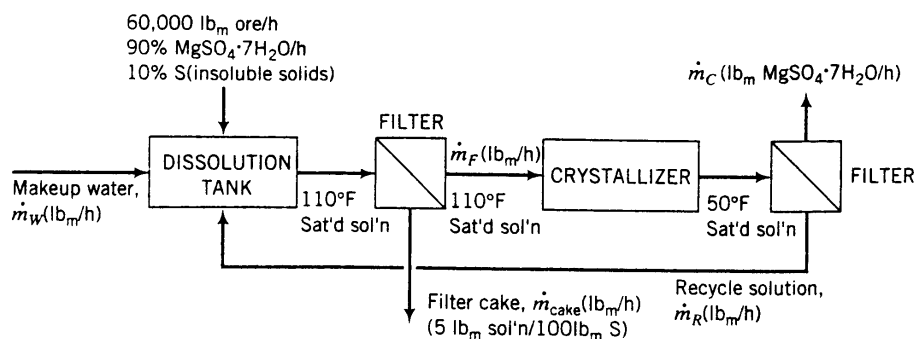 60,000 lbm ore/h
90% MgSO4·7H2O/h
10% S(insoluble solids)
ṁC(lbm MgSO4·7H2O/h)
FILTER
ṁF(lbm/h)
DISSOLUTION
TANK
CRYSTALLIZER
FILTER
Makeup water,
ṁW(lbm/h)
110°F
Sat'd sol'n
110°F
Sat'd sol'n
50°F
Sat'd sol'n
Filter cake, ṁcake(lbm/h)
(5 lbm sol'n/100lbm S)
Recycle solution,
ṁR(lbm/h)